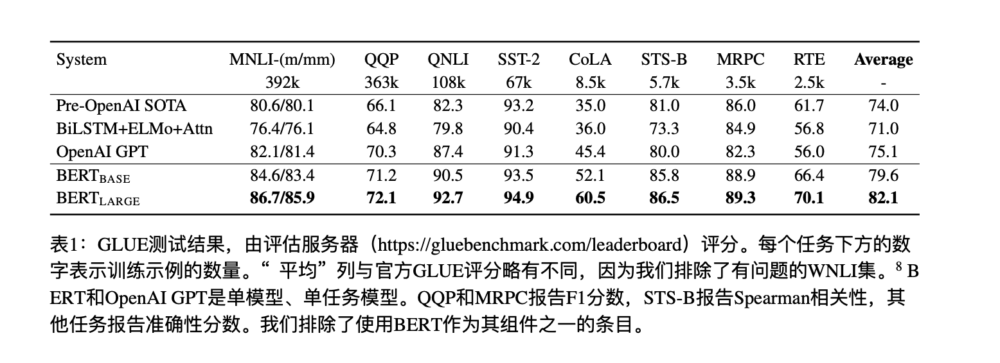 System MNLI-(m/mm) QQP QNLI SST-2 CoLA STS-B MRPC RTE Average
392k 363k 108k 67k 8.5k 5.7k 3.5k 2.5k -
Pre-OpenAI SOTA 80.6/80.1 66.1 82.3 93.2 35.0 81.0 86.0 61.7 74.0
BiLSTM+ELMo+Attn 76.4/76.1 64.8 79.8 90.4 36.0 73.3 84.9 56.8 71.0
OpenAI GPT 82.1/81.4 70.3 87.4 91.3 45.4 80.0 82.3 56.0 75.1
BERTBASE 84.6/83.4 71.2 90.5 93.5 52.1 85.8 88.9 66.4 79.6
BERTLARGE 86.7/85.9 72.1 92.7 94.9 60.5 86.5 89.3 70.1 82.1
表1：GLUE测试结果，由评估服务器（https://gluebenchmark.com/leaderboard）评分。每个任务下方的数
字表示训练示例的数量。“ 平均”列与官方GLUE评分略有不同，因为我们排除了有问题的WNLI集。⁸ B
ERT和OpenAI GPT是单模型、单任务模型。QQP和MRPC报告F1分数，STS-B报告Spearman相关性，其
他任务报告准确性分数。我们排除了使用BERT作为其组件之一的条目。